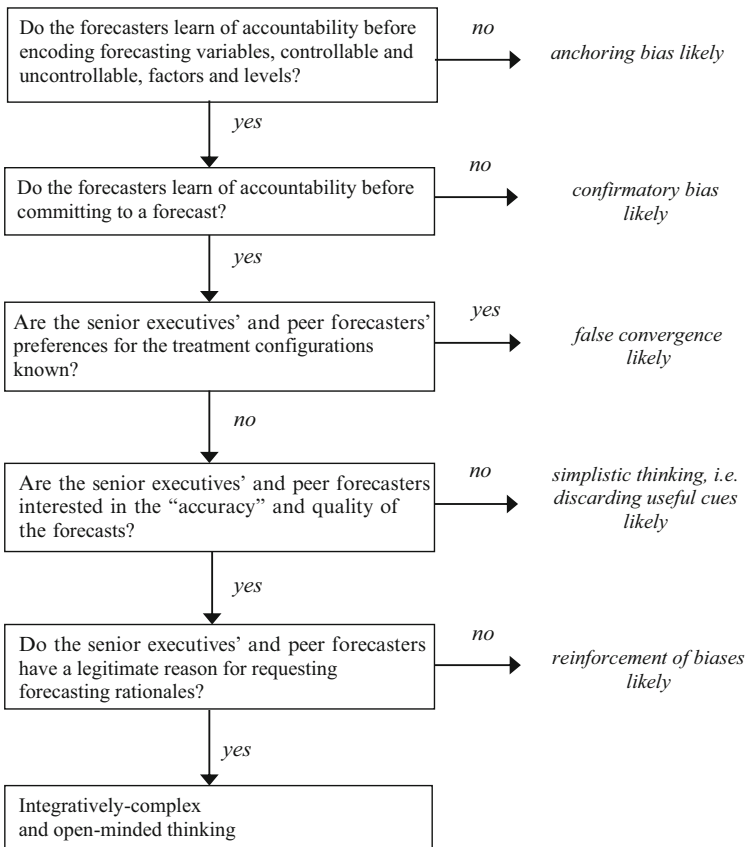 Do the forecasters learn of accountability before
encoding forecasting variables, controllable and
uncontrollable, factors and levels?
no
anchoring bias likely
yes
Do the forecasters learn of accountability before
committing to a forecast?
no
confirmatory bias
likely
yes
Are the senior executives’ and peer forecasters’
preferences for the treatment configurations
known?
yes
false convergence
likely
no
Are the senior executives’ and peer forecasters
interested in the “accuracy” and quality of
the forecasts?
no
simplistic thinking, i.e.
discarding useful cues
likely
yes
Do the senior executives’ and peer forecasters
have a legitimate reason for requesting
forecasting rationales?
no
reinforcement of biases
likely
yes
Integratively-complex
and open-minded thinking